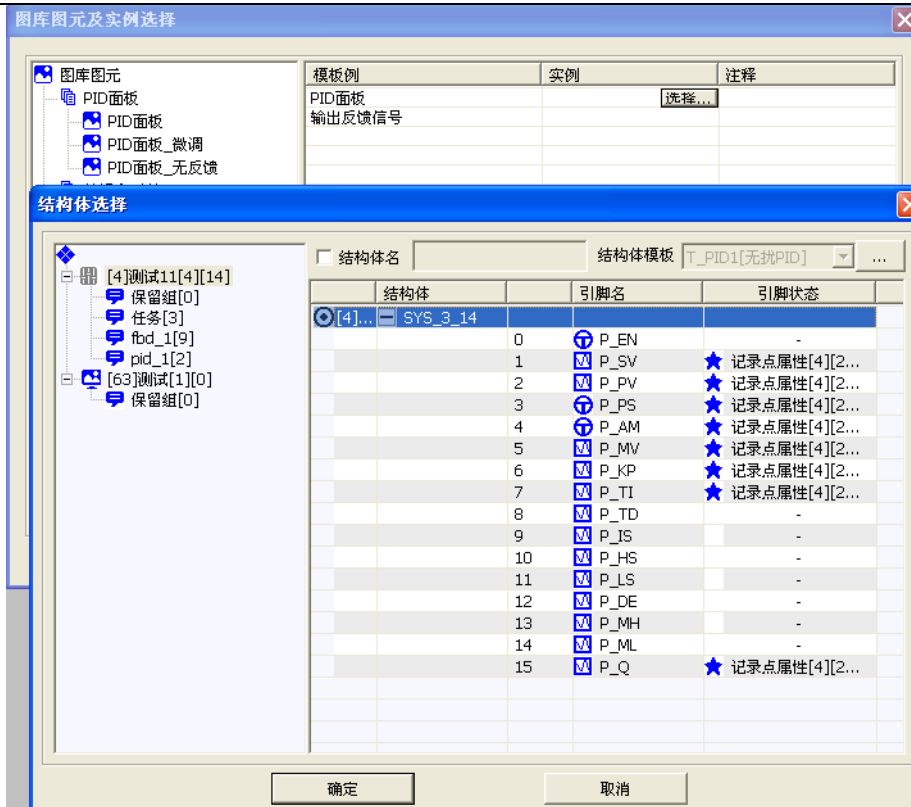 图库图元及实例选择
图库图元
PID面板
PID面板
PID面板_微调
PID面板_无反馈
模板例 实例 注释
PID面板 选择...
输出反馈信号
结构体选择
[4]测试11[4][14]
保留组[0]
任务[3]
fbd_1[9]
pid_1[2]
[63]测试[1][0]
保留组[0]
结构体名 结构体模板 T_PID1[无扰PID] ...
结构体 引脚名 引脚状态
[4]... SYS_3_14
0 P_EN -
1 P_SV 记录点属性[4][2...
2 P_PV 记录点属性[4][2...
3 P_PS 记录点属性[4][2...
4 P_AM 记录点属性[4][2...
5 P_MV 记录点属性[4][2...
6 P_KP 记录点属性[4][2...
7 P_TI 记录点属性[4][2...
8 P_TD -
9 P_IS -
10 P_HS -
11 P_LS -
12 P_DE -
13 P_MH -
14 P_ML -
15 P_Q 记录点属性[4][2...
确定 取消